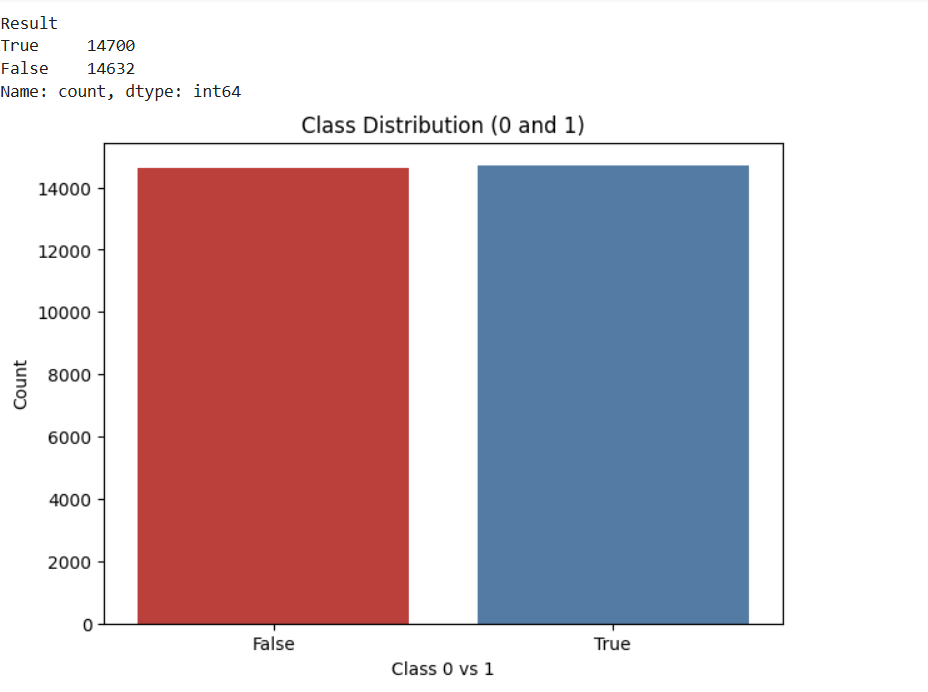 Result
True     14700
False    14632
Name: count, dtype: int64
Class Distribution (0 and 1)
14000
12000
10000
8000
6000
4000
2000
0
Count
False
True
Class 0 vs 1